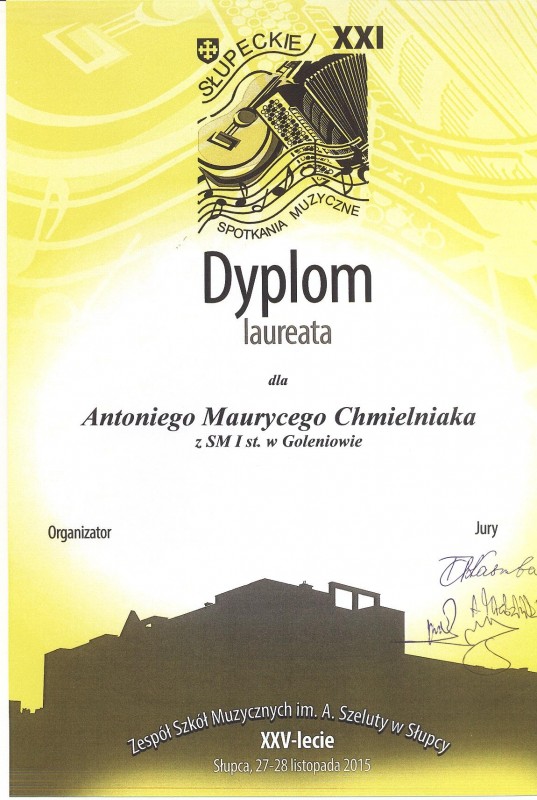 XXI
SŁUPECKIE
SPOTKANIA MUZYCZNE
Dyplom
laureata
dla
Antoniego Maurycego Chmielniaka
z SM I st. w Goleniowie
Organizator
Jury
Zespół Szkół Muzycznych im. A. Szeluty w Słupcy
XXV-lecie
Słupca, 27-28 listopada 2015